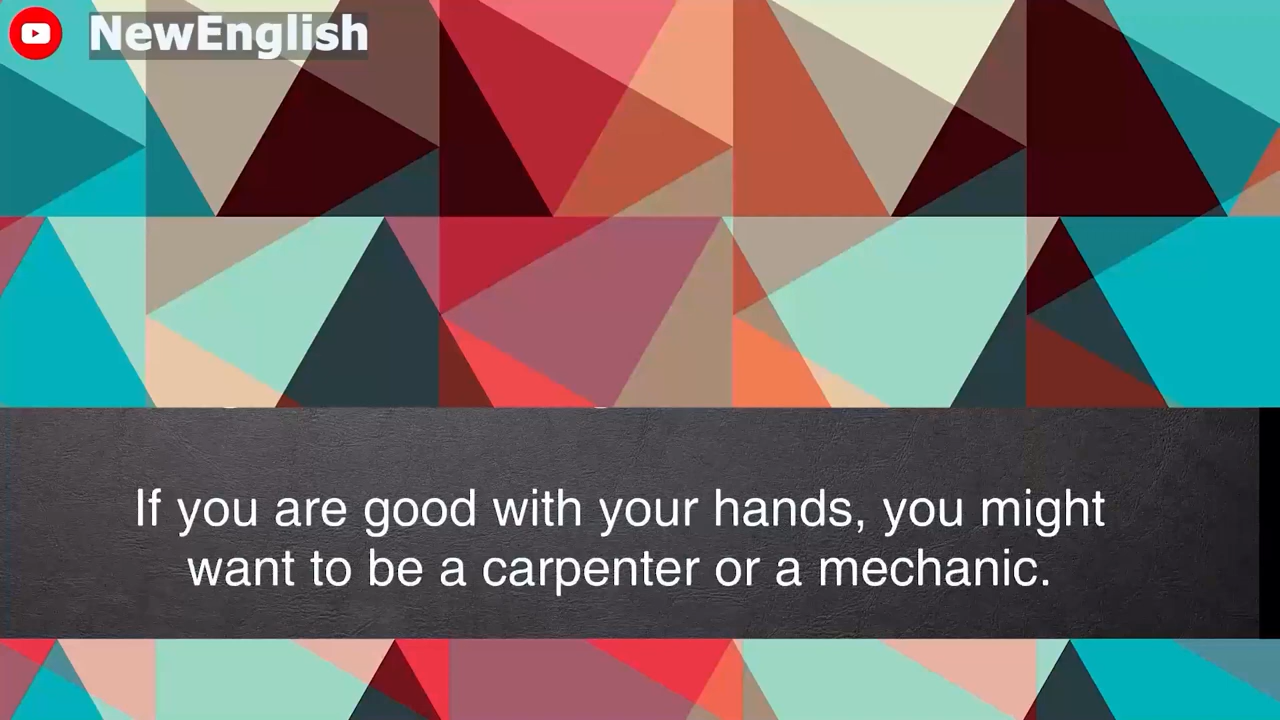 NewEnglish
If you are good with your hands, you might
want to be a carpenter or a mechanic.